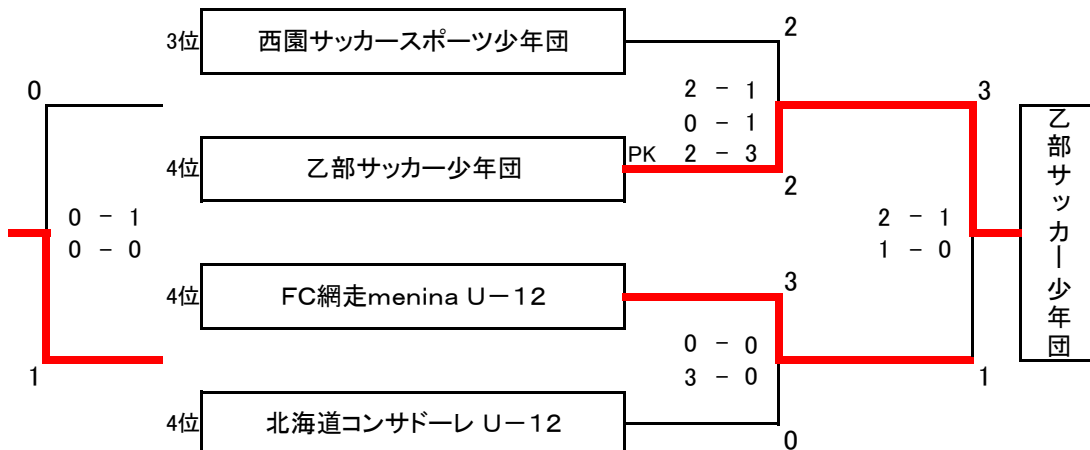 3位 西園サッカースポーツ少年団 2
0 2 - 1 3
0 - 1
4位 乙部サッカー少年団 PK 2 - 3
2
0 - 1 2 - 1
0 - 0 1 - 0
乙部サッカー少年団
4位 FC網走menina U-12 3
0 - 0
1 3 - 0 1
4位 北海道コンサドーレ U-12 0